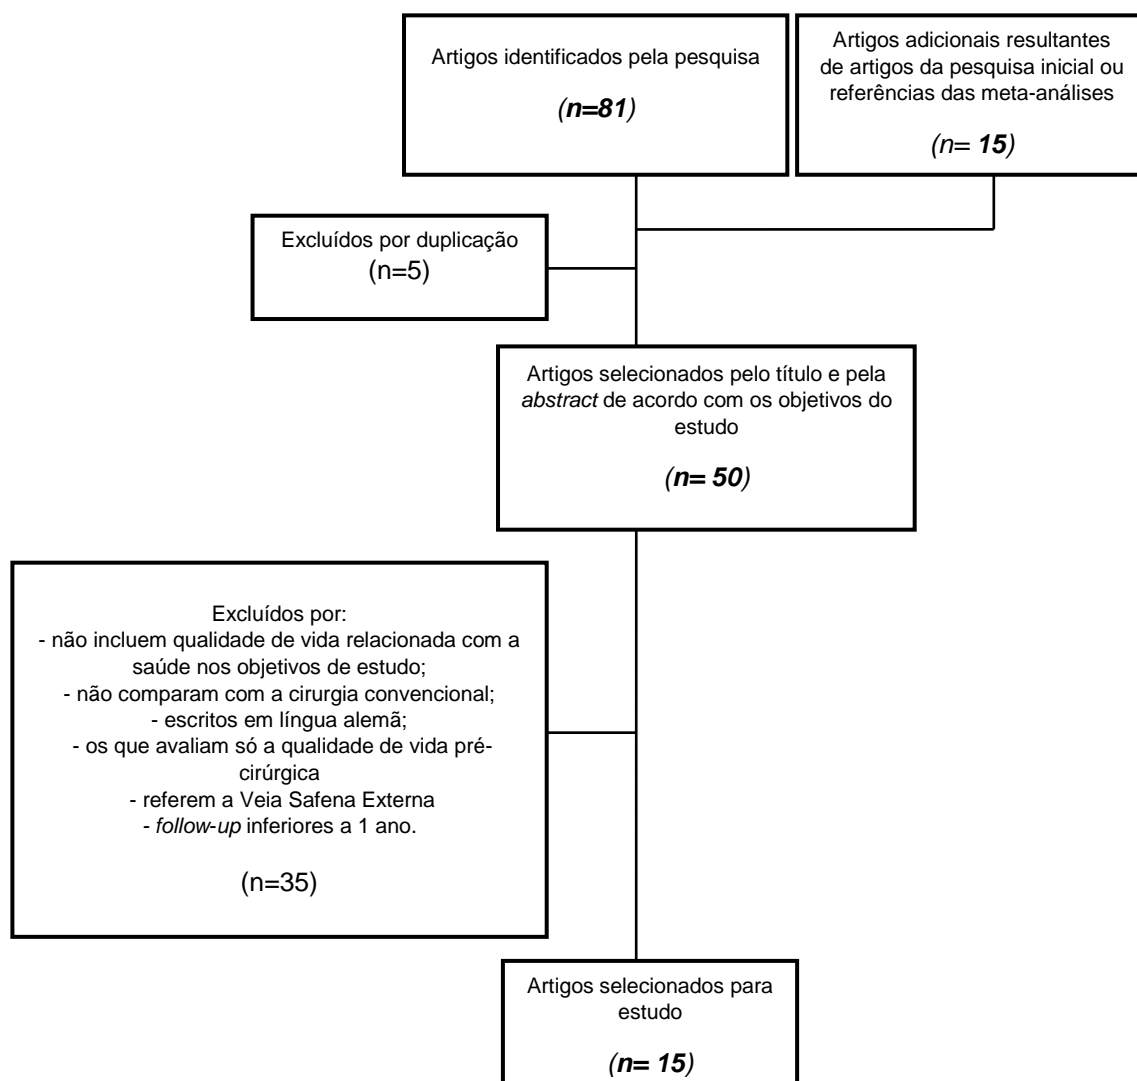 Artigos identificados pela pesquisa
(n=81)
Artigos adicionais resultantes
de artigos da pesquisa inicial ou
referências das meta-análises
(n= 15)
Excluídos por duplicação
(n=5)
Artigos selecionados pelo título e pela
abstract de acordo com os objetivos do
estudo
(n= 50)
Excluídos por:
- não incluem qualidade de vida relacionada com a
saúde nos objetivos de estudo;
- não comparam com a cirurgia convencional;
- escritos em língua alemã;
- os que avaliam só a qualidade de vida pré-
cirúrgica
- referem a Veia Safena Externa
- follow-up inferiores a 1 ano.
(n=35)
Artigos selecionados para
estudo
(n= 15)